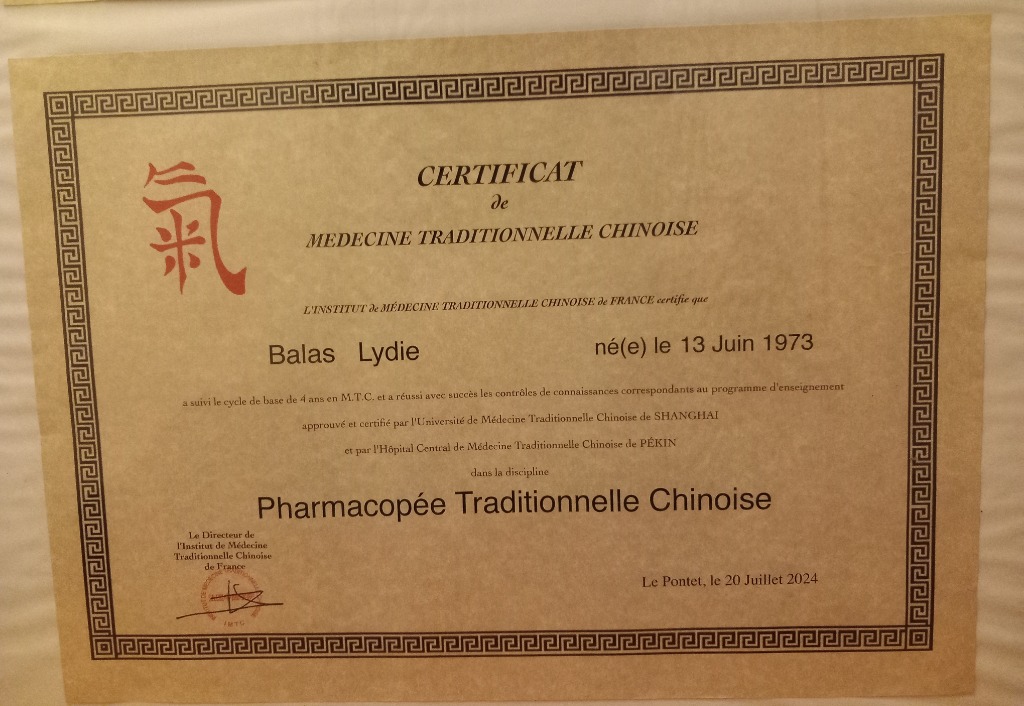 氣
CERTIFICAT
de
MEDECINE TRADITIONNELLE CHINOISE
L'INSTITUT de MÉDECINE TRADITIONNELLE CHINOISE de FRANCE certifie que
Balas Lydie né(e) le 13 Juin 1973
a suivi le cycle de base de 4 ans en M.T.C. et a réussi avec succès les contrôles de connaissances correspondants au programme d'enseignement
approuvé et certifié par l'Université de Médecine Traditionnelle Chinoise de SHANGHAI
et par l'Hôpital Central de Médecine Traditionnelle Chinoise de PÉKIN
dans la discipline
Pharmacopée Traditionnelle Chinoise
Le Directeur de
l'Institut de Médecine
Traditionnelle Chinoise
de France
Le Pontet, le 20 Juillet 2024